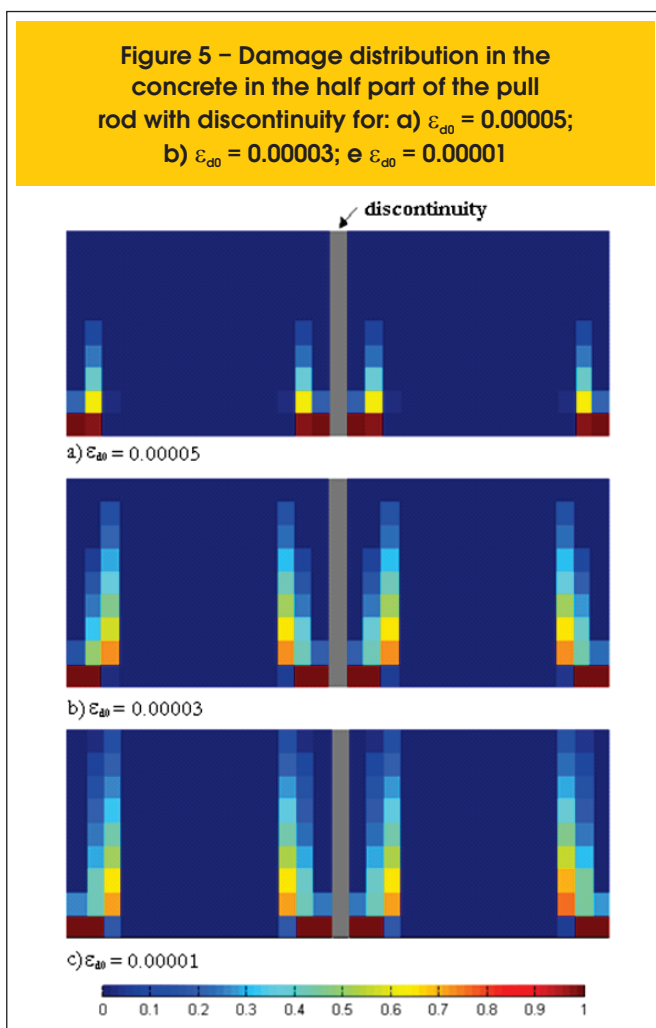 Figure 5 – Damage distribution in the
concrete in the half part of the pull
rod with discontinuity for: a) εd0 = 0.00005;
b) εd0 = 0.00003; e εd0 = 0.00001
discontinuity
a) εd0 = 0.00005
b) εd0 = 0.00003
c) εd0 = 0.00001
0 0.1 0.2 0.3 0.4 0.5 0.6 0.7 0.8 0.9 1